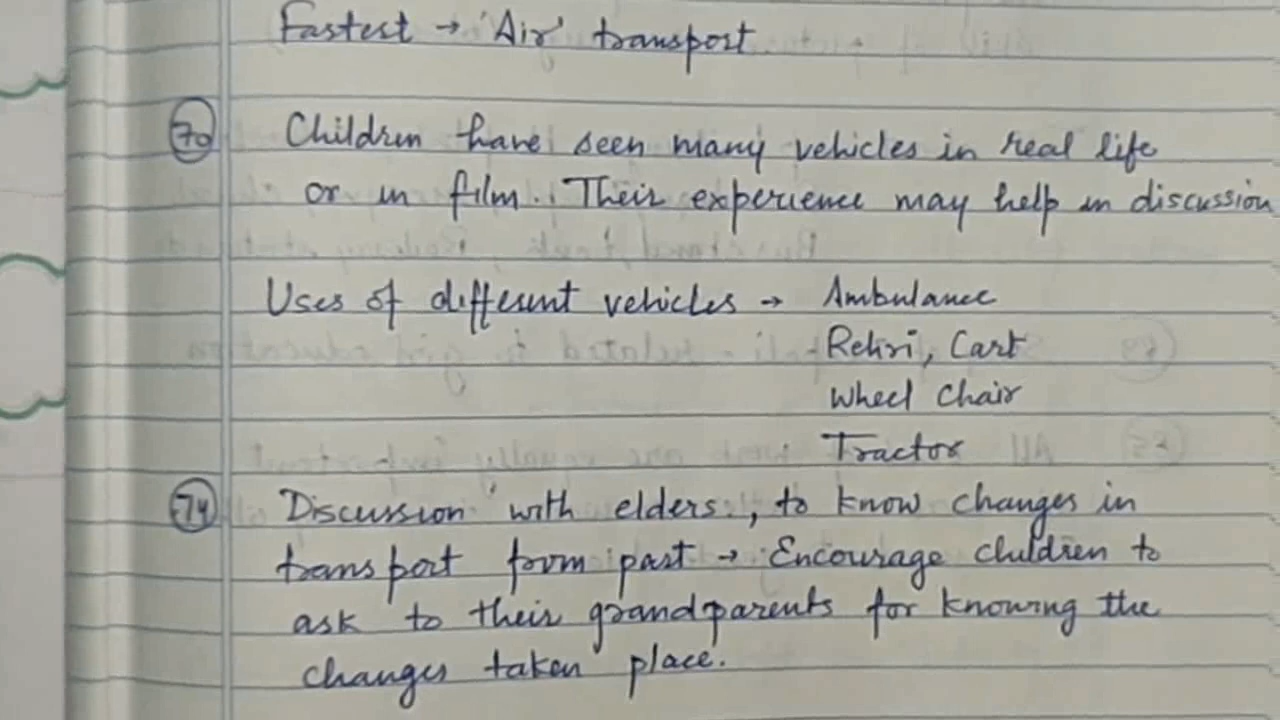 Fastest → 'Air' transport
70 Children have seen many vehicles in real life
or in film. Their experience may help in discussion
Uses of different vehicles → Ambulance
Rehri, Cart
Wheel Chair
Tractor
74 Discussion with elders, to know changes in
transport from past → Encourage children to
ask to their grandparents for knowing the
changes taken place.